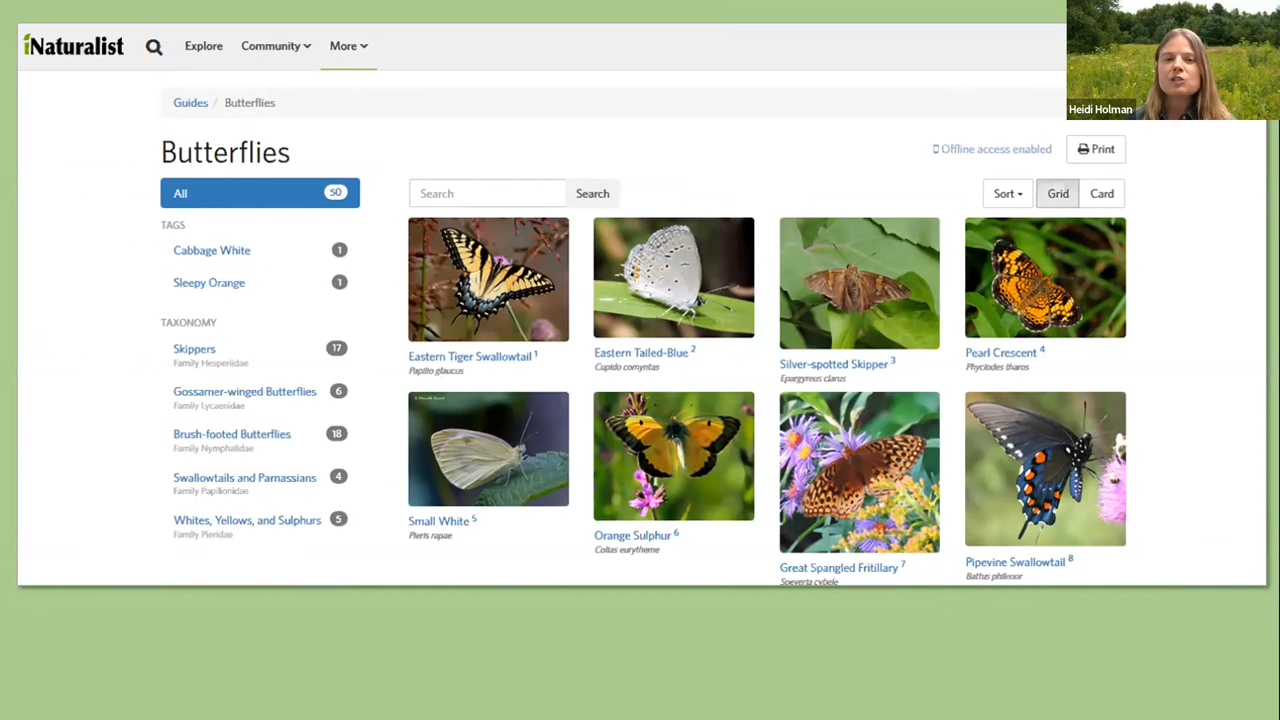 iNaturalist Explore Community More
Heidi Holman
Guides / Butterflies
Butterflies
Offline access enabled Print
All 50
Search Search Sort Grid Card
TAGS
Cabbage White 1
Sleepy Orange 1
TAXONOMY
Skippers 17
Family Hesperiidae
Gossamer-winged Butterflies 6
Family Lycaenidae
Brush-footed Butterflies 18
Family Nymphalidae
Swallowtails and Parnassians 4
Family Papilionidae
Whites, Yellows, and Sulphurs 5
Family Pieridae
Eastern Tiger Swallowtail 1
Papilio glaucus
Eastern Tailed-Blue 2
Cupido comyntas
Silver-spotted Skipper 3
Epargyreus clarus
Pearl Crescent 4
Phyciodes tharos
Small White 5
Pieris rapae
Orange Sulphur 6
Colias eurytheme
Great Spangled Fritillary 7
Speyeria cybele
Pipevine Swallowtail 8
Battus philenor